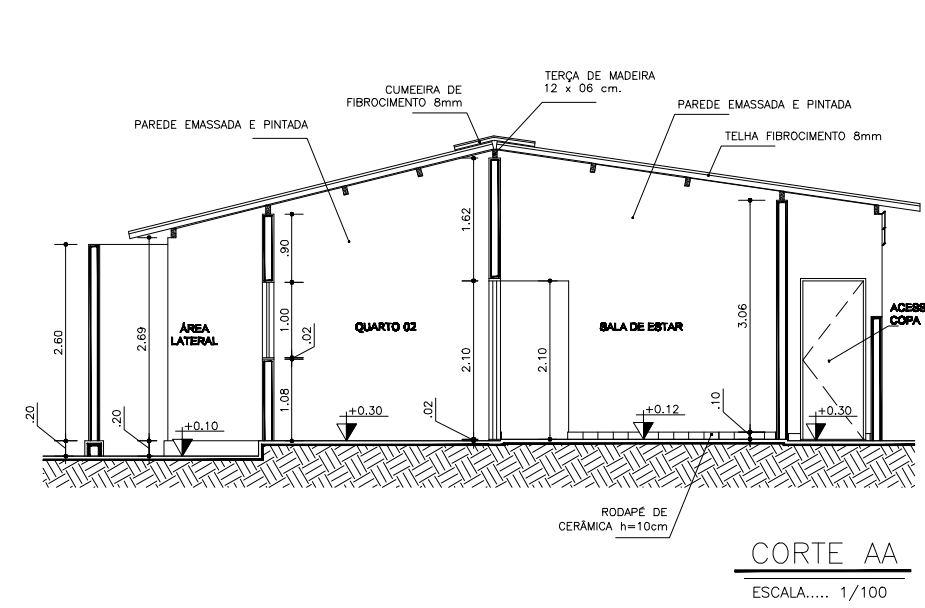 TERÇA DE MADEIRA
12 x 06 cm.
CUMEEIRA DE
FIBROCIMENTO 8mm
PAREDE EMASSADA E PINTADA
PAREDE EMASSADA E PINTADA
TELHA FIBROCIMENTO 8mm
1.62
.90
2.60
2.69
ÁREA
LATERAL
1.00
.02
QUARTO 02
2.10
2.10
SALA DE ESTAR
3.06
ACESS
COPA
.20
.20
+0.10
1.08
+0.30
.02
+0.12
.10
+0.30
RODAPÉ DE
CERÂMICA h=10cm
CORTE AA
ESCALA..... 1/100